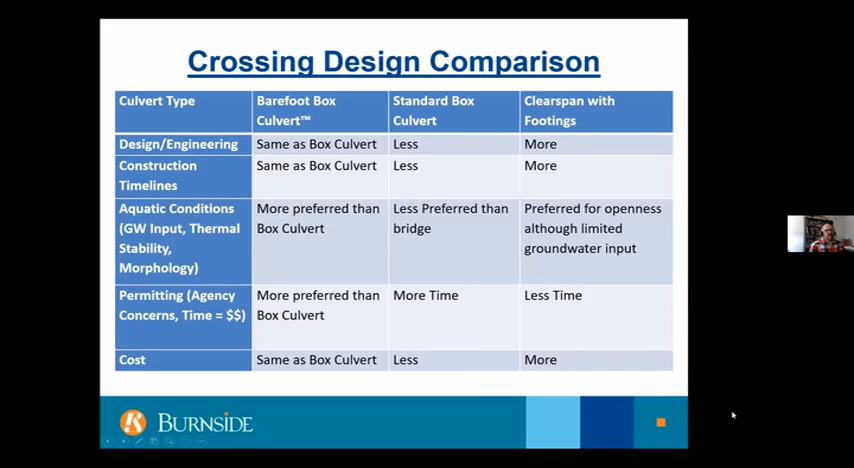 Crossing Design Comparison
Culvert Type
Barefoot Box
Culvert™
Standard Box
Culvert
Clearspan with
Footings
Design/Engineering
Same as Box Culvert
Less
More
Construction
Timelines
Same as Box Culvert
Less
More
Aquatic Conditions
(GW Input, Thermal
Stability,
Morphology)
More preferred than
Box Culvert
Less Preferred than
bridge
Preferred for openness
although limited
groundwater input
Permitting (Agency
Concerns, Time = $$)
More preferred than
Box Culvert
More Time
Less Time
Cost
Same as Box Culvert
Less
More
BURNSIDE